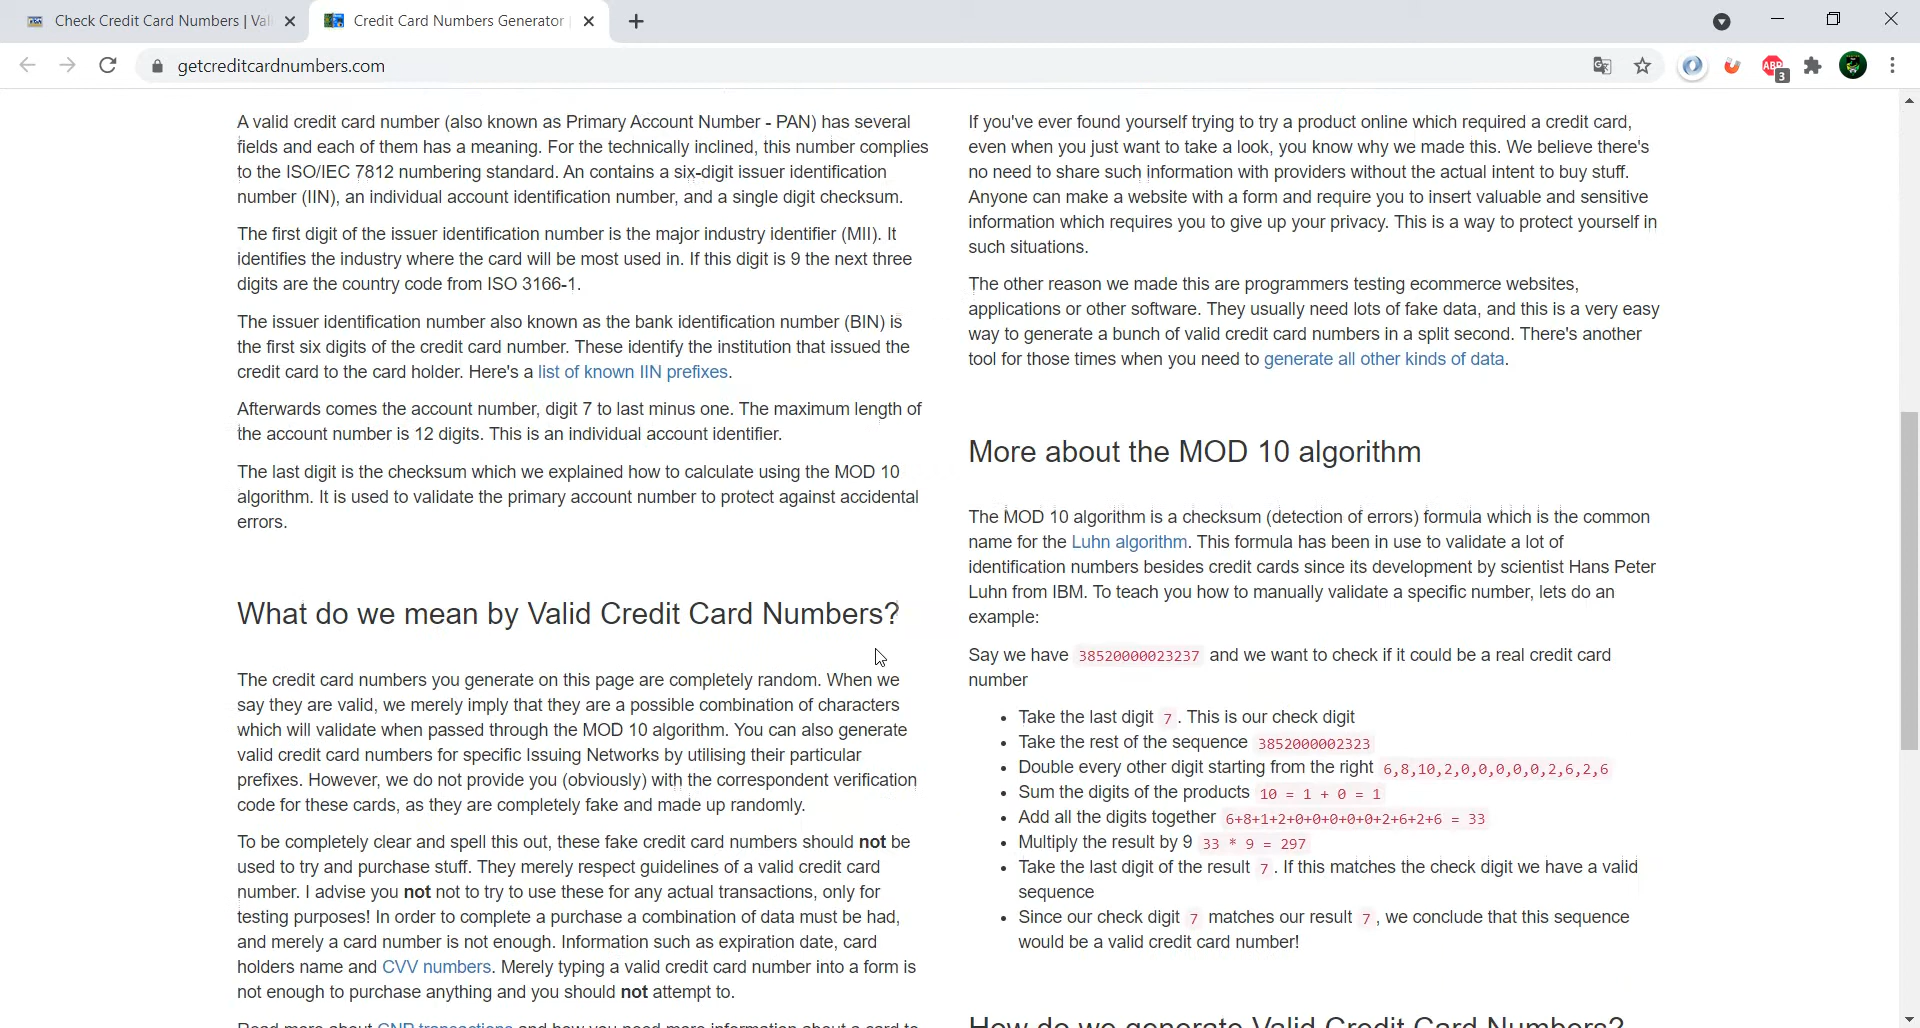 Check Credit Card Numbers | Val
Credit Card Numbers Generator
getcreditcardnumbers.com
ABP
3
A valid credit card number (also known as Primary Account Number - PAN) has several
fields and each of them has a meaning. For the technically inclined, this number complies
to the ISO/IEC 7812 numbering standard. An contains a six-digit issuer identification
number (IIN), an individual account identification number, and a single digit checksum.
The first digit of the issuer identification number is the major industry identifier (MII). It
identifies the industry where the card will be most used in. If this digit is 9 the next three
digits are the country code from ISO 3166-1.
The issuer identification number also known as the bank identification number (BIN) is
the first six digits of the credit card number. These identify the institution that issued the
credit card to the card holder. Here's a list of known IIN prefixes.
Afterwards comes the account number, digit 7 to last minus one. The maximum length of
the account number is 12 digits. This is an individual account identifier.
The last digit is the checksum which we explained how to calculate using the MOD 10
algorithm. It is used to validate the primary account number to protect against accidental
errors.
What do we mean by Valid Credit Card Numbers?
The credit card numbers you generate on this page are completely random. When we
say they are valid, we merely imply that they are a possible combination of characters
which will validate when passed through the MOD 10 algorithm. You can also generate
valid credit card numbers for specific Issuing Networks by utilising their particular
prefixes. However, we do not provide you (obviously) with the correspondent verification
code for these cards, as they are completely fake and made up randomly.
To be completely clear and spell this out, these fake credit card numbers should not be
used to try and purchase stuff. They merely respect guidelines of a valid credit card
number. I advise you not not to try to use these for any actual transactions, only for
testing purposes! In order to complete a purchase a combination of data must be had,
and merely a card number is not enough. Information such as expiration date, card
holders name and CVV numbers. Merely typing a valid credit card number into a form is
not enough to purchase anything and you should not attempt to.
Read more about CNP transactions and how you need more information about a card to
If you've ever found yourself trying to try a product online which required a credit card,
even when you just want to take a look, you know why we made this. We believe there's
no need to share such information with providers without the actual intent to buy stuff.
Anyone can make a website with a form and require you to insert valuable and sensitive
information which requires you to give up your privacy. This is a way to protect yourself in
such situations.
The other reason we made this are programmers testing ecommerce websites,
applications or other software. They usually need lots of fake data, and this is a very easy
way to generate a bunch of valid credit card numbers in a split second. There's another
tool for those times when you need to generate all other kinds of data.
More about the MOD 10 algorithm
The MOD 10 algorithm is a checksum (detection of errors) formula which is the common
name for the Luhn algorithm. This formula has been in use to validate a lot of
identification numbers besides credit cards since its development by scientist Hans Peter
Luhn from IBM. To teach you how to manually validate a specific number, lets do an
example:
Say we have 38520000023237 and we want to check if it could be a real credit card
number
• Take the last digit 7. This is our check digit
• Take the rest of the sequence 3852000002323
• Double every other digit starting from the right 6,8,10,2,0,0,0,0,0,2,6,2,6
• Sum the digits of the products 10 = 1 + 0 = 1
• Add all the digits together 6+8+1+2+0+0+0+0+0+2+6+2+6 = 33
• Multiply the result by 9 33 * 9 = 297
• Take the last digit of the result 7. If this matches the check digit we have a valid
sequence
• Since our check digit 7 matches our result 7, we conclude that this sequence
would be a valid credit card number!
How do we generate Valid Credit Card Numbers?